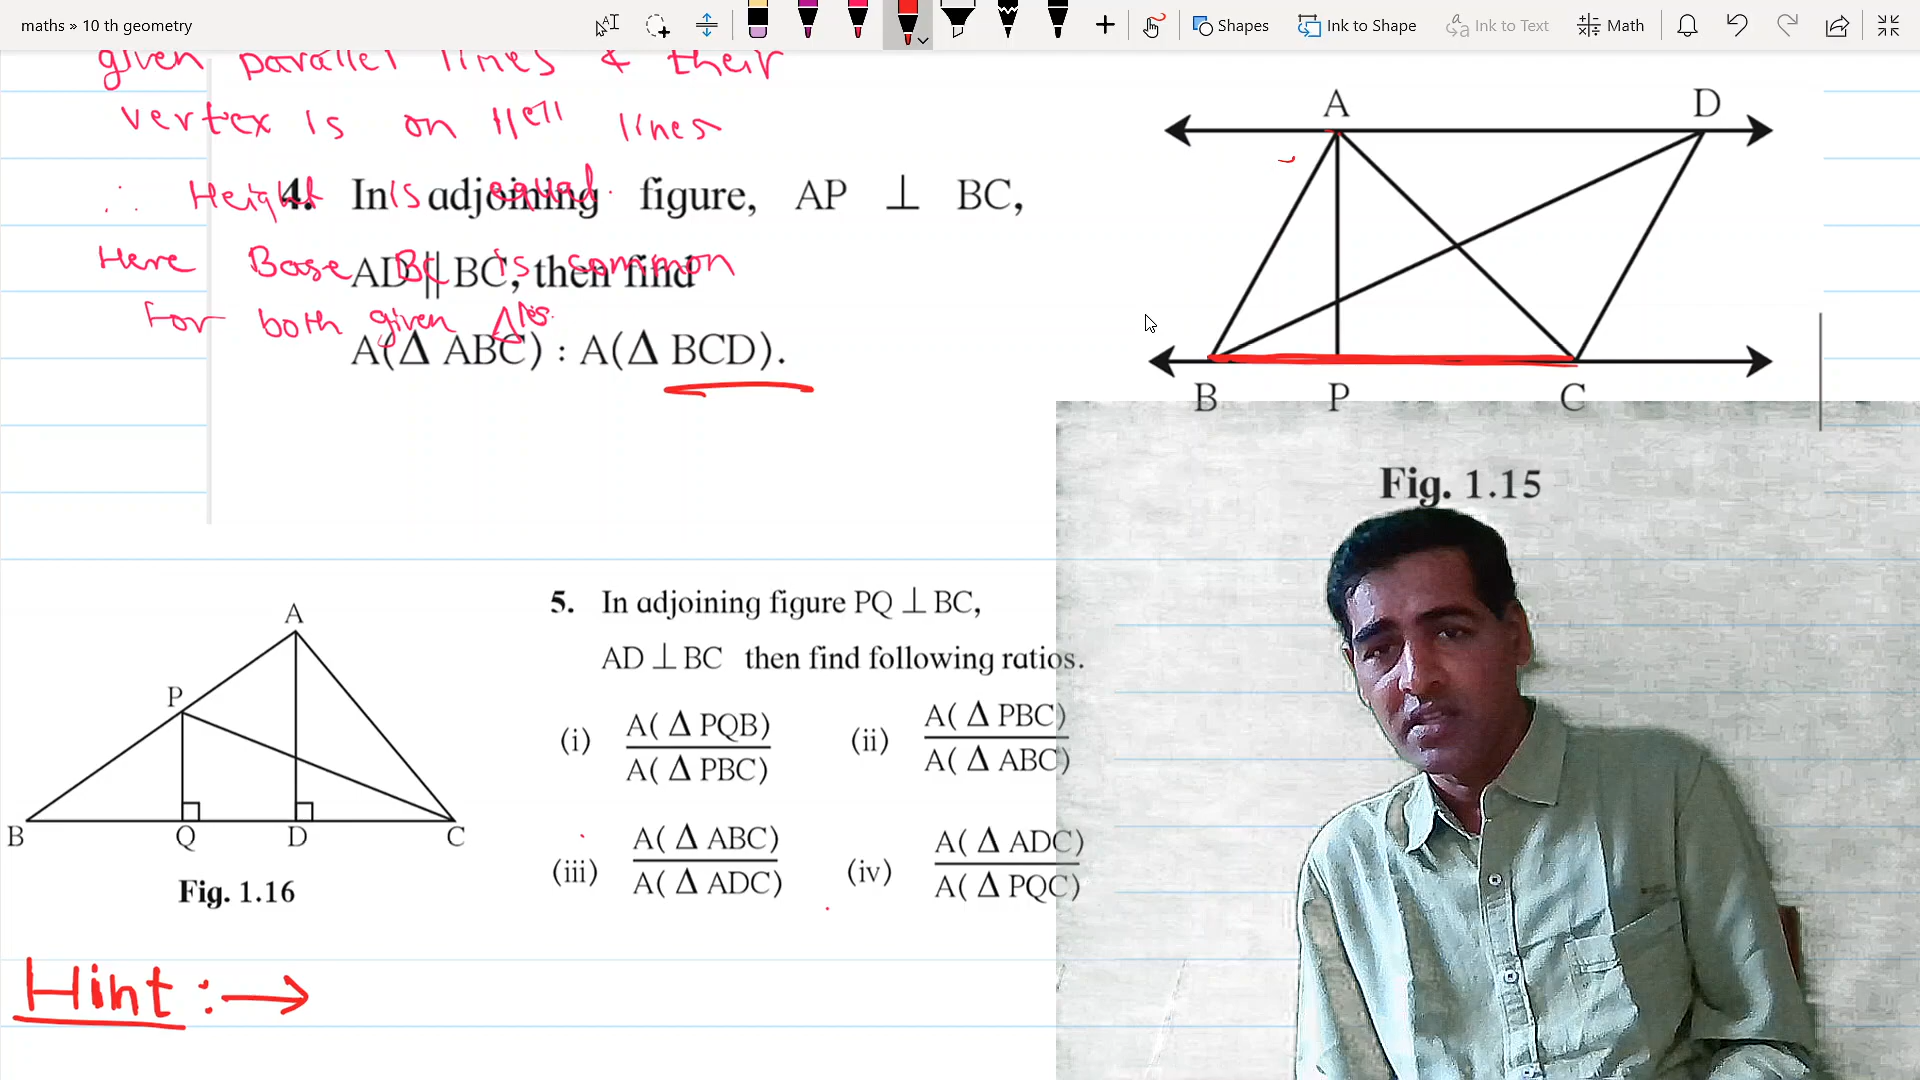 maths » 10 th geometry
Shapes
Ink to Shape
Ink to Text
Math
given parallel lines & their
vertex is on llell lines
∴ Height is equal.
4. In adjoining figure, AP ⊥ BC,
Here Base BC is common
AD || BC, then find
For both given Δles.
A(Δ ABC) : A(Δ BCD).
A D
B P C
Fig. 1.15
A
P
B Q D C
Fig. 1.16
5. In adjoining figure PQ ⊥ BC,
AD ⊥ BC then find following ratios.
(i) A( Δ PQB) / A( Δ PBC)
(ii) A( Δ PBC) / A( Δ ABC)
(iii) A( Δ ABC) / A( Δ ADC)
(iv) A( Δ ADC) / A( Δ PQC)
Hint :→